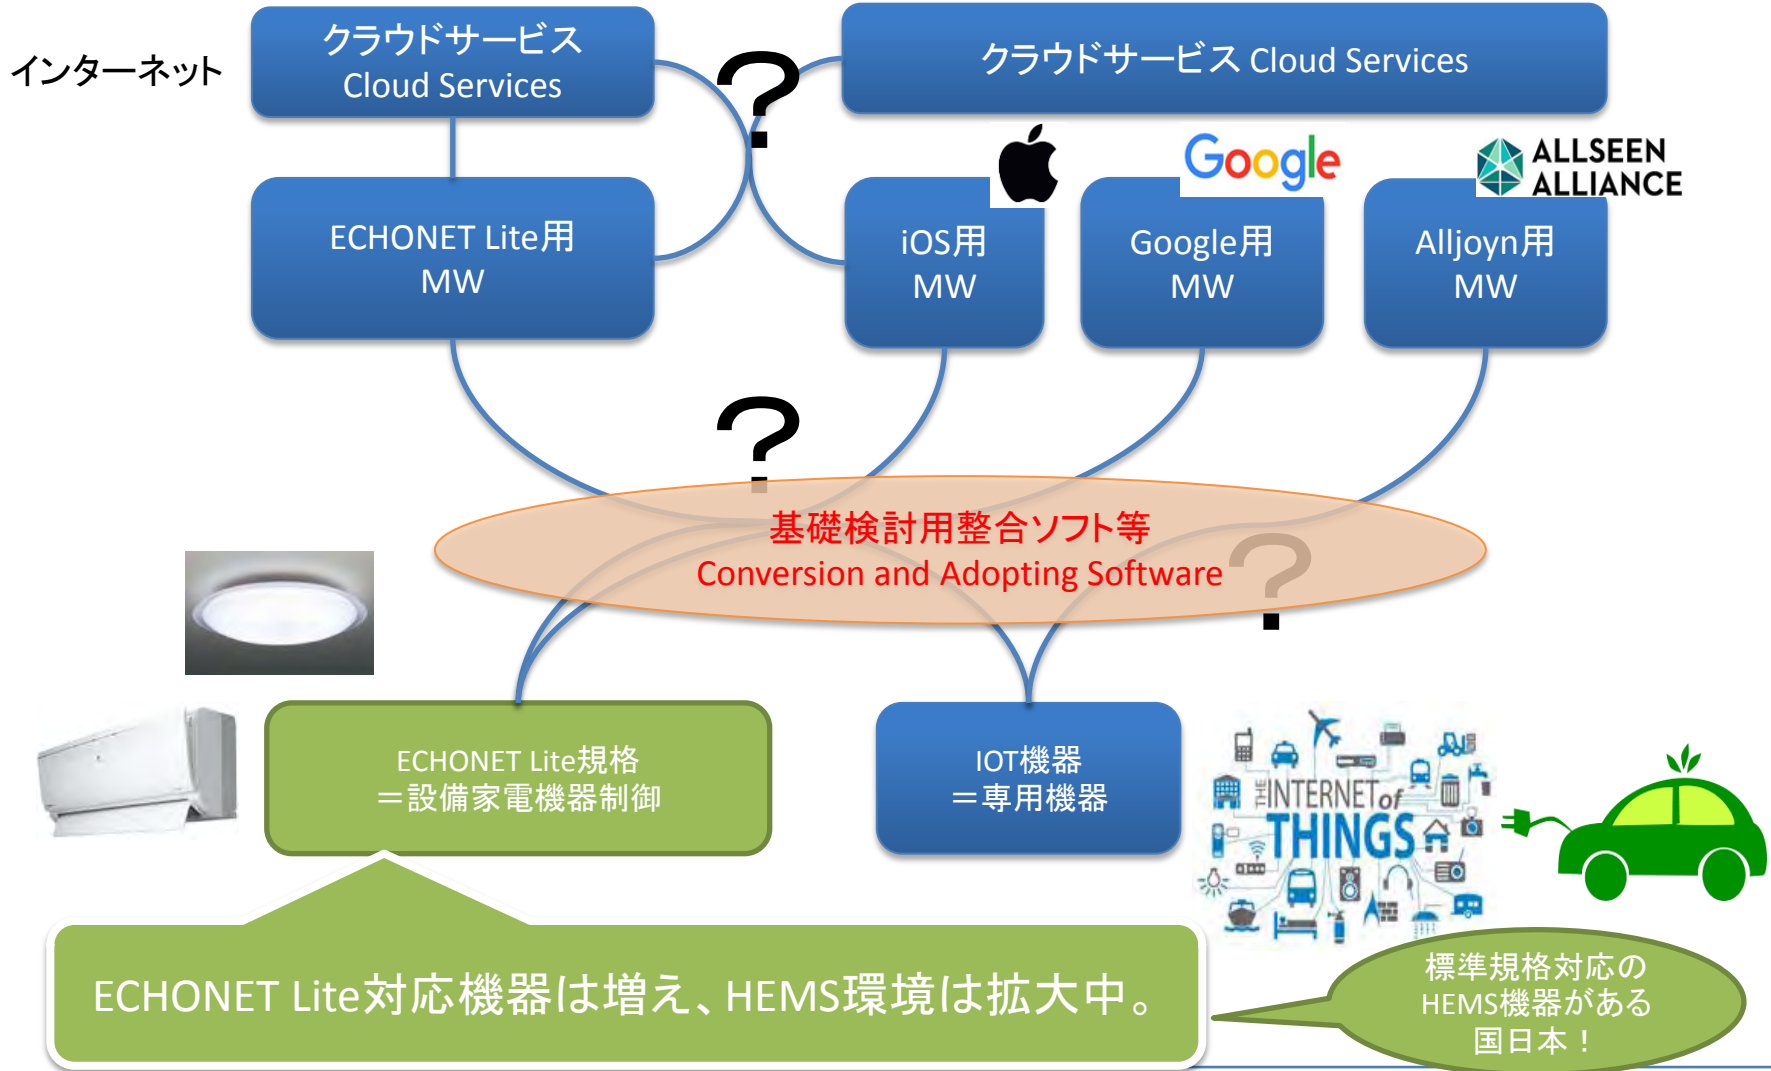 インターネット
クラウドサービス
Cloud Services
?
クラウドサービス Cloud Services
Google
ALLSEEN
ALLIANCE
ECHONET Lite用
MW
iOS用
MW
Google用
MW
Alljoyn用
MW
?
基礎検討用整合ソフト等
Conversion and Adopting Software
?
ECHONET Lite規格
＝設備家電機器制御
IOT機器
＝専用機器
THE INTERNET of
THINGS
ECHONET Lite対応機器は増え、HEMS環境は拡大中。
標準規格対応の
HEMS機器がある
国日本！